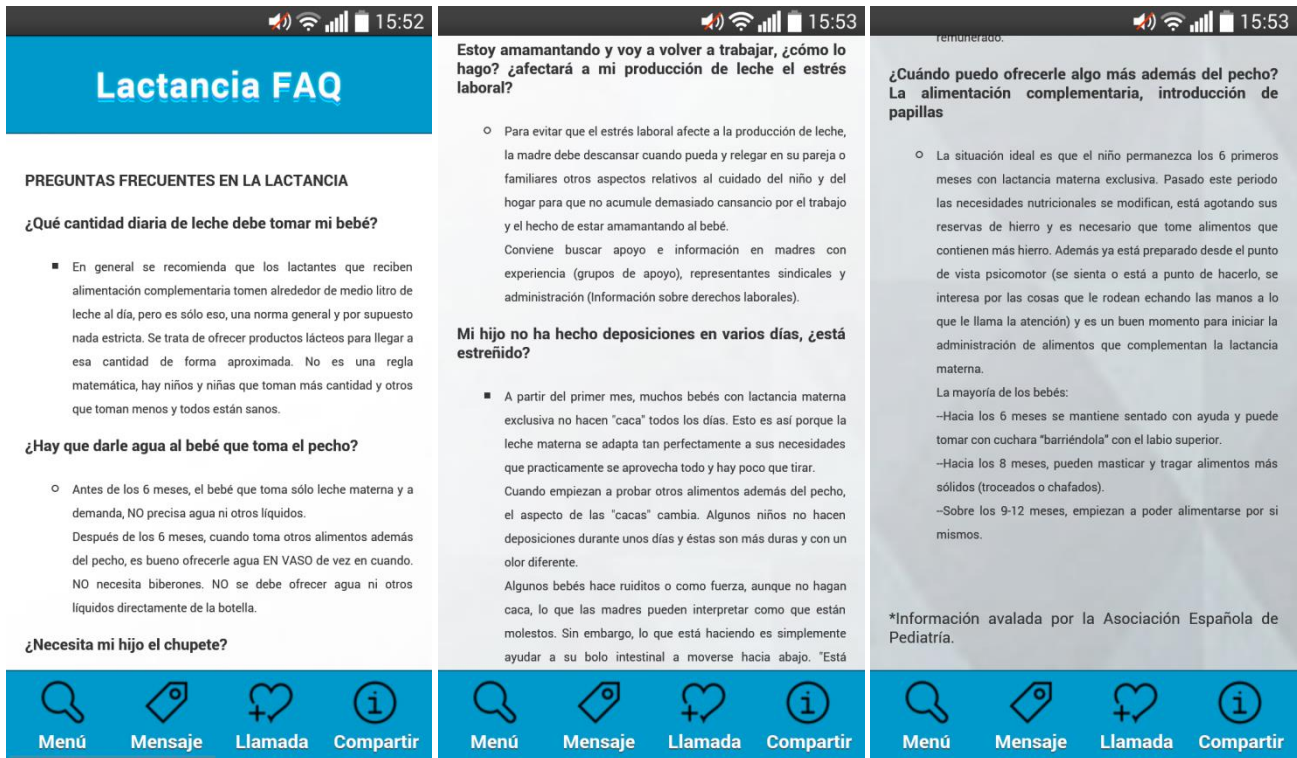 15:52
Lactancia FAQ
PREGUNTAS FRECUENTES EN LA LACTANCIA
¿Qué cantidad diaria de leche debe tomar mi bebé?
En general se recomienda que los lactantes que reciben
alimentación complementaria tomen alrededor de medio litro de
leche al día, pero es sólo eso, una norma general y por supuesto
nada estricta. Se trata de ofrecer productos lácteos para llegar a
esa cantidad de forma aproximada. No es una regla
matemática, hay niños y niñas que toman más cantidad y otros
que toman menos y todos están sanos.
¿Hay que darle agua al bebé que toma el pecho?
Antes de los 6 meses, el bebé que toma sólo leche materna y a
demanda, NO precisa agua ni otros líquidos.
Después de los 6 meses, cuando toma otros alimentos además
del pecho, es bueno ofrecerle agua EN VASO de vez en cuando.
NO necesita biberones. NO se debe ofrecer agua ni otros
líquidos directamente de la botella.
¿Necesita mi hijo el chupete?
Menú Mensaje Llamada Compartir
15:53
Estoy amamantando y voy a volver a trabajar, ¿cómo lo
hago? ¿afectará a mi producción de leche el estrés
laboral?
Para evitar que el estrés laboral afecte a la producción de leche,
la madre debe descansar cuando pueda y relegar en su pareja o
familiares otros aspectos relativos al cuidado del niño y del
hogar para que no acumule demasiado cansancio por el trabajo
y el hecho de estar amamantando al bebé.
Conviene buscar apoyo e información en madres con
experiencia (grupos de apoyo), representantes sindicales y
administración (Información sobre derechos laborales).
Mi hijo no ha hecho deposiciones en varios días, ¿está
estreñido?
A partir del primer mes, muchos bebés con lactancia materna
exclusiva no hacen "caca" todos los días. Esto es así porque la
leche materna se adapta tan perfectamente a sus necesidades
que practicamente se aprovecha todo y hay poco que tirar.
Cuando empiezan a probar otros alimentos además del pecho,
el aspecto de las "cacas" cambia. Algunos niños no hacen
deposiciones durante unos días y éstas son más duras y con un
olor diferente.
Algunos bebés hace ruiditos o como fuerza, aunque no hagan
caca, lo que las madres pueden interpretar como que están
molestos. Sin embargo, lo que está haciendo es simplemente
ayudar a su bolo intestinal a moverse hacia abajo. "Está
Menú Mensaje Llamada Compartir
15:53
remunerado.
¿Cuándo puedo ofrecerle algo más además del pecho?
La alimentación complementaria, introducción de
papillas
La situación ideal es que el niño permanezca los 6 primeros
meses con lactancia materna exclusiva. Pasado este periodo
las necesidades nutricionales se modifican, está agotando sus
reservas de hierro y es necesario que tome alimentos que
contienen más hierro. Además ya está preparado desde el punto
de vista psicomotor (se sienta o está a punto de hacerlo, se
interesa por las cosas que le rodean echando las manos a lo
que le llama la atención) y es un buen momento para iniciar la
administración de alimentos que complementan la lactancia
materna.
La mayoría de los bebés:
--Hacia los 6 meses se mantiene sentado con ayuda y puede
tomar con cuchara “barriéndola” con el labio superior.
--Hacia los 8 meses, pueden masticar y tragar alimentos más
sólidos (troceados o chafados).
--Sobre los 9-12 meses, empiezan a poder alimentarse por si
mismos.
*Información avalada por la Asociación Española de
Pediatría.
Menú Mensaje Llamada Compartir